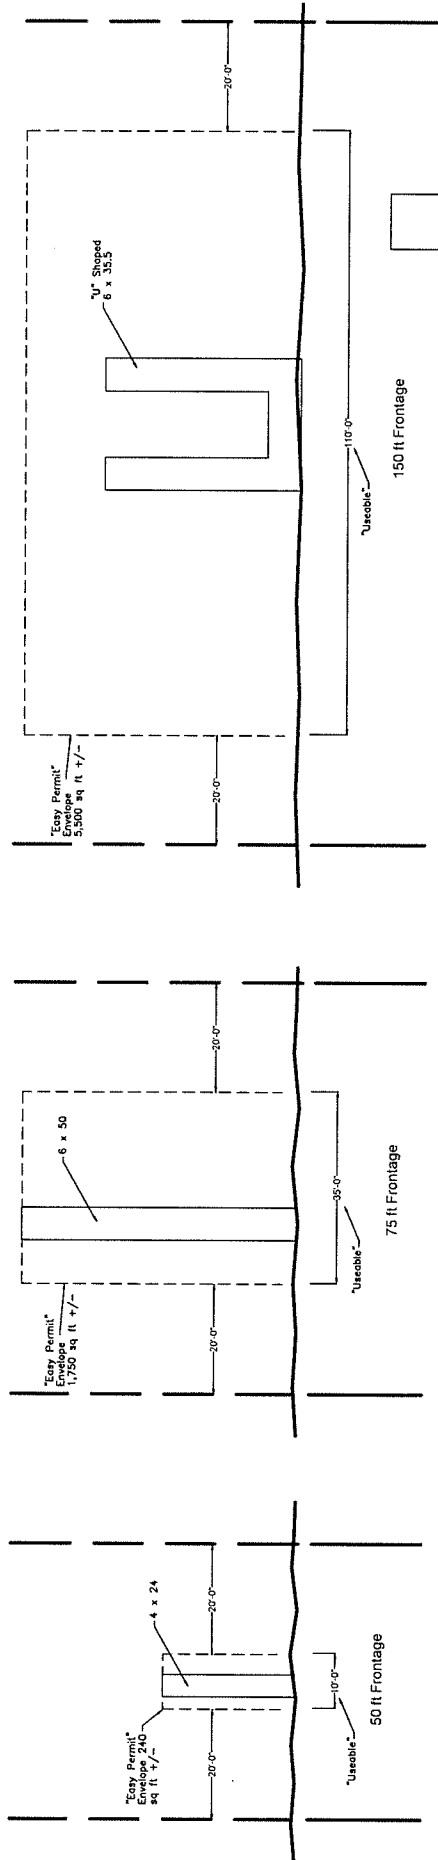 "Easy Permit"
Envelope 240
sq ft +/-
4 x 24
20'-0"
20'-0"
10'-0"
"Useable"
50 ft Frontage
"Easy Permit"
Envelope
1,750 sq ft +/-
6 x 50
20'-0"
20'-0"
35'-0"
"Useable"
75 ft Frontage
"Easy Permit"
Envelope
5,500 sq ft +/-
"U" Shaped
6 x 35.5
20'-0"
20'-0"
110'-0"
"Useable"
150 ft Frontage